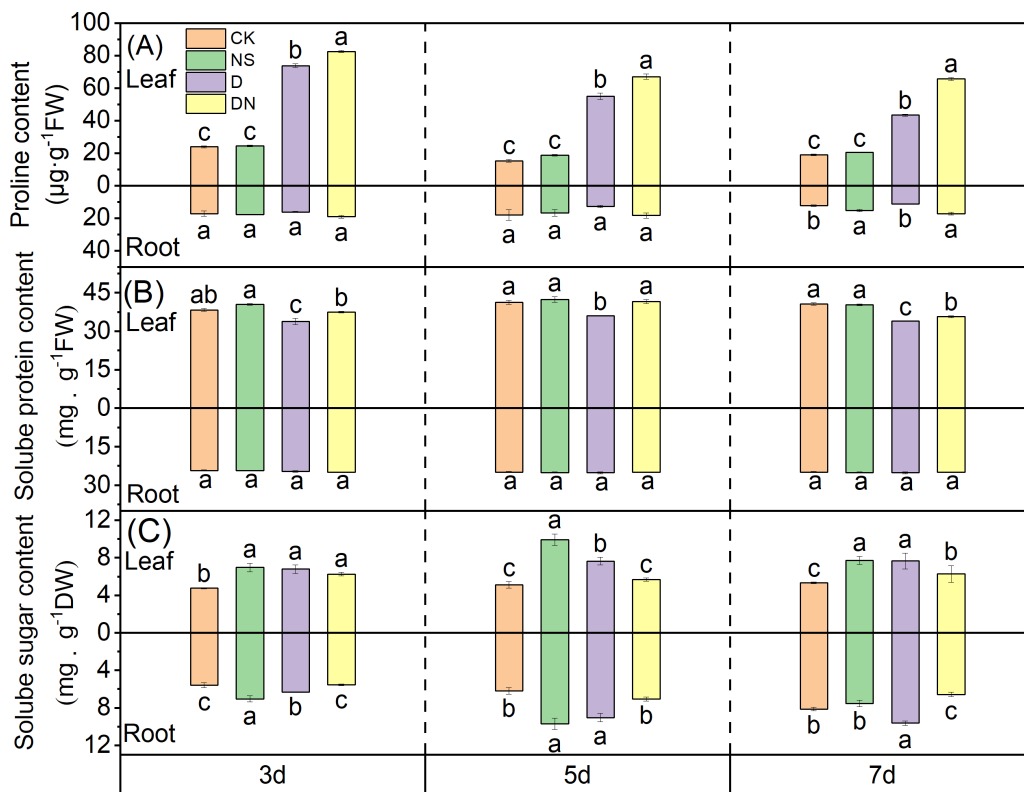 Proline content
(µg·g-1FW)
100
80
60
40
20
0
20
40
(A)
Leaf
Root
CK
NS
D
DN
c c b a
a a a a
c c b a
a a a a
c c b a
b a b a
Solube protein content
(mg . g-1FW)
45
30
15
0
15
30
(B)
Leaf
Root
ab a c b
a a a a
a a b a
a a a a
a a c b
a a a a
Solube sugar content
(mg . g-1DW)
12
8
4
0
4
8
12
(C)
Leaf
Root
b a a a
c a b c
c a b c
b a a b
c a a b
b b a c
3d 5d 7d